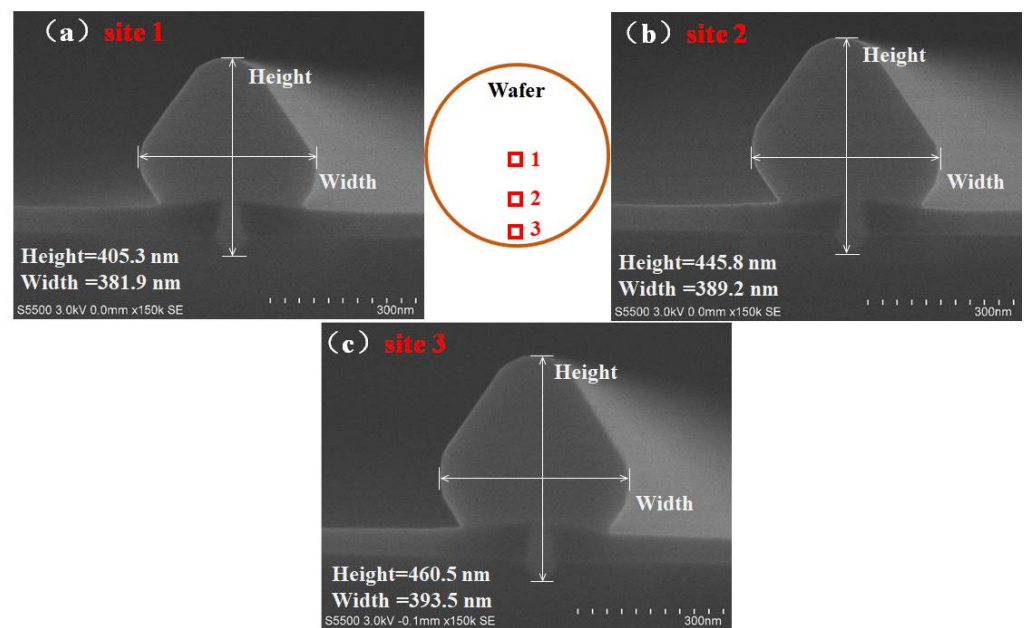 （a）site 1
Height
Width
Height=405.3 nm
Width =381.9 nm
S5500 3.0kV 0.0mm x150k SE
300nm
Wafer
1
2
3
（b）site 2
Height
Width
Height=445.8 nm
Width =389.2 nm
S5500 3.0kV 0.0mm x150k SE
300nm
（c）site 3
Height
Width
Height=460.5 nm
Width =393.5 nm
S5500 3.0kV -0.1mm x150k SE
300nm